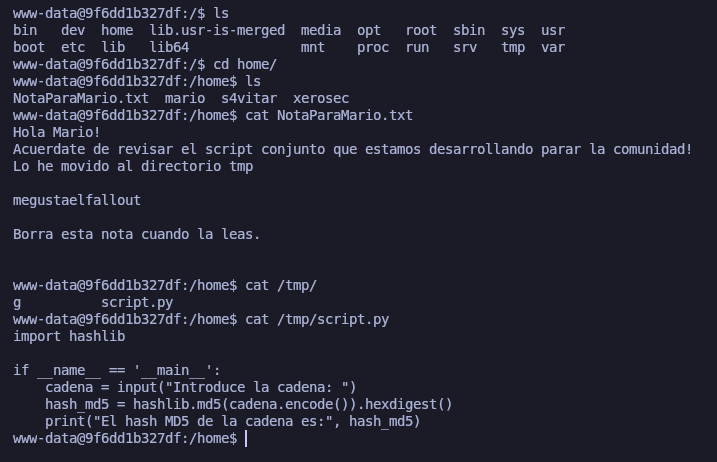 www-data@9f6dd1b327df:/$ ls
bin   dev  home  lib.usr-is-merged  media  opt   root  sbin  sys  usr
boot  etc  lib   lib64              mnt    proc  run   srv   tmp  var
www-data@9f6dd1b327df:/$ cd home/
www-data@9f6dd1b327df:/home$ ls
NotaParaMario.txt  mario  s4vitar  xerosec
www-data@9f6dd1b327df:/home$ cat NotaParaMario.txt
Hola Mario!
Acuerdate de revisar el script conjunto que estamos desarrollando parar la comunidad!
Lo he movido al directorio tmp

megustaelfallout

Borra esta nota cuando la leas.


www-data@9f6dd1b327df:/home$ cat /tmp/
g          script.py
www-data@9f6dd1b327df:/home$ cat /tmp/script.py
import hashlib

if __name__ == '__main__':
    cadena = input("Introduce la cadena: ")
    hash_md5 = hashlib.md5(cadena.encode()).hexdigest()
    print("El hash MD5 de la cadena es:", hash_md5)
www-data@9f6dd1b327df:/home$